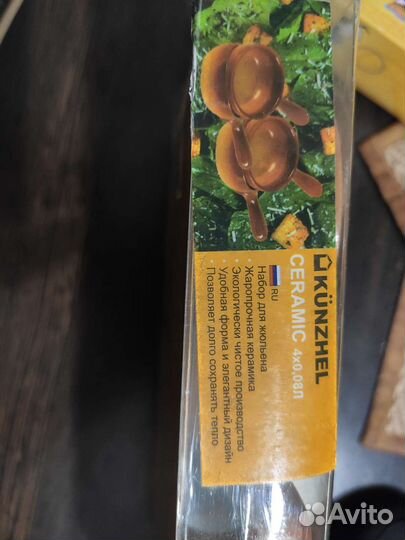 KÜNZHEL
CERAMIC 4x0,08Л
RU
Набор для жюльена
• Жаропрочная керамика
• Экологически чистое производство
• Удобная форма и элегантный дизайн
• Позволяет долго сохранять тепло
Avito